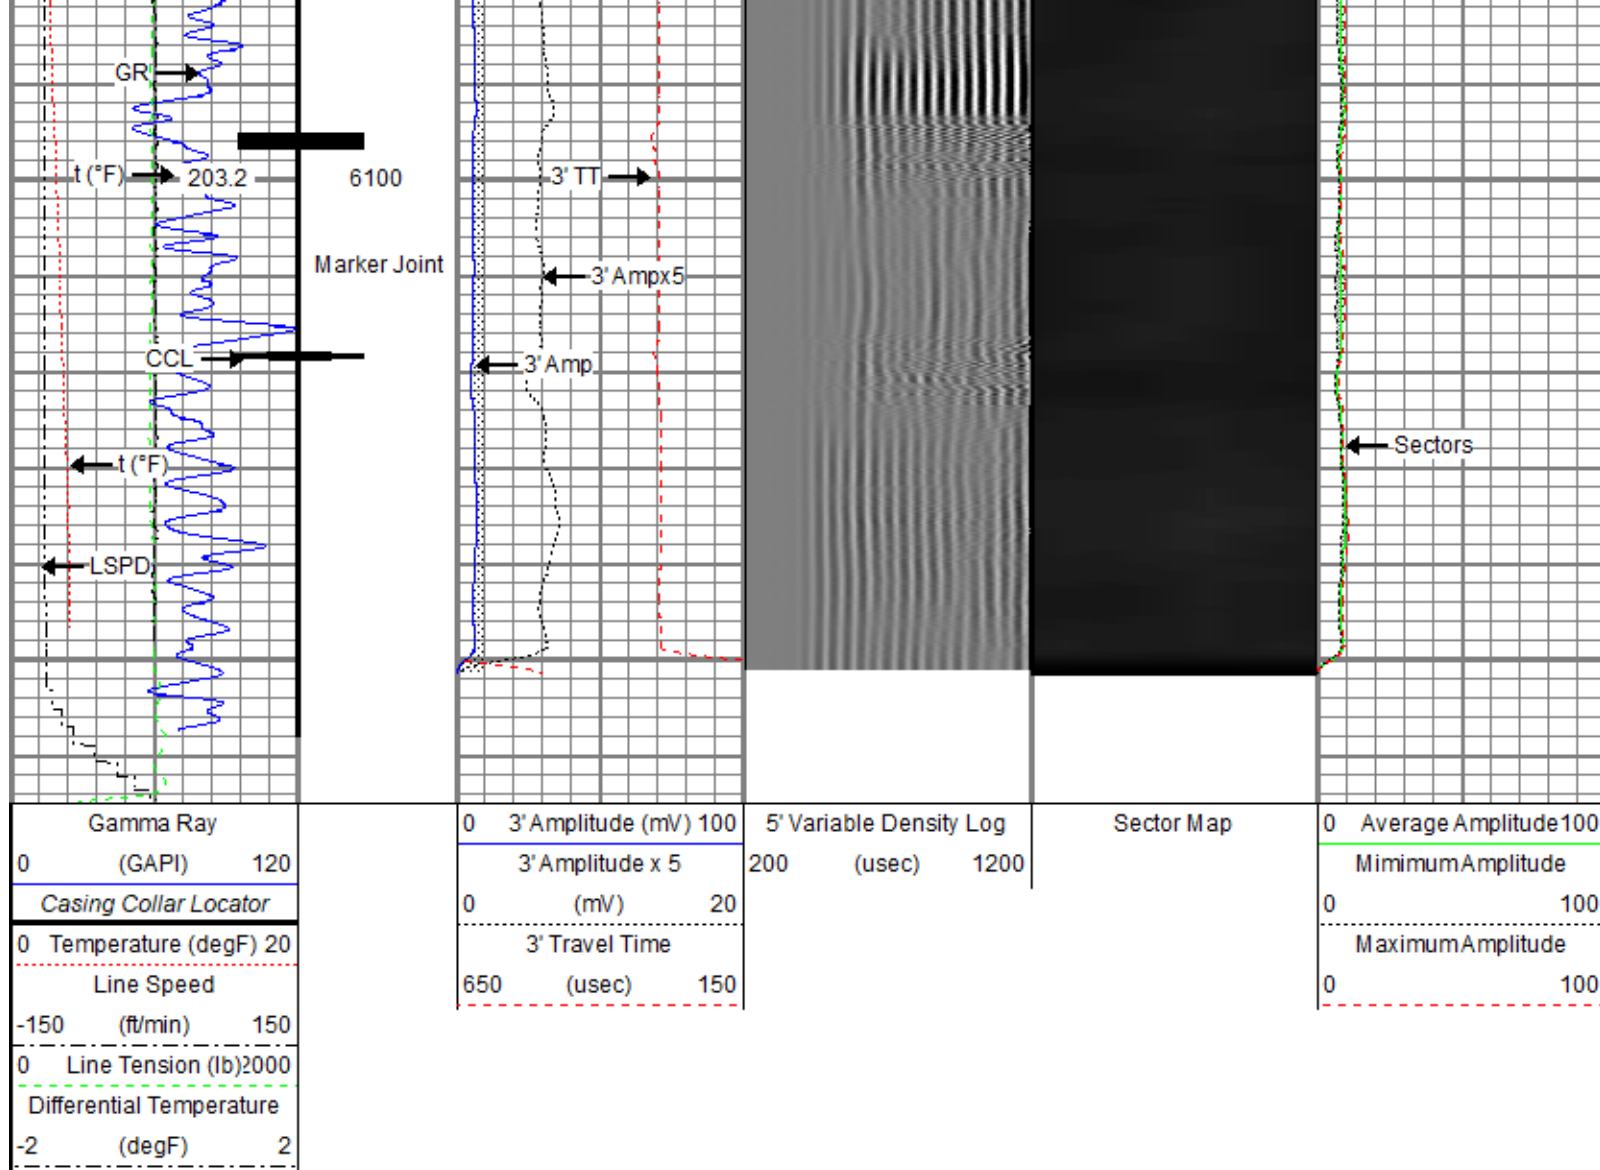 GR
t (°F)
203.2
6100
3' TT
Marker Joint
3' Ampx5
CCL
3' Amp
Sectors
t (°F)
LSPD
Gamma Ray
0 (GAPI) 120
Casing Collar Locator
0 Temperature (degF) 20
Line Speed
-150 (ft/min) 150
0 Line Tension (lb) 2000
Differential Temperature
-2 (degF) 2
0 3' Amplitude (mV) 100
3' Amplitude x 5
0 (mV) 20
3' Travel Time
650 (usec) 150
5' Variable Density Log
200 (usec) 1200
Sector Map
0 Average Amplitude 100
Mimimum Amplitude
0 100
Maximum Amplitude
0 100